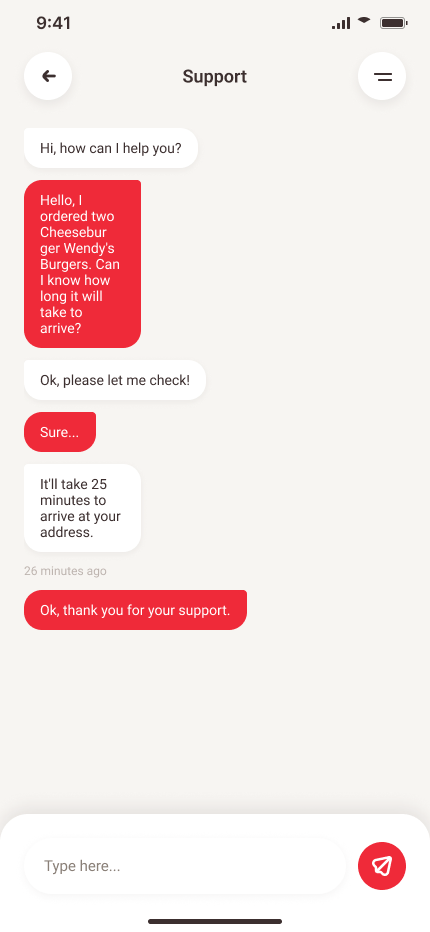 9:41
Support
Hi, how can I help you?
Hello, I
ordered two
Cheesebur
ger Wendy's
Burgers. Can
I know how
long it will
take to
arrive?
Ok, please let me check!
Sure...
It'll take 25
minutes to
arrive at your
address.
26 minutes ago
Ok, thank you for your support.
Type here...